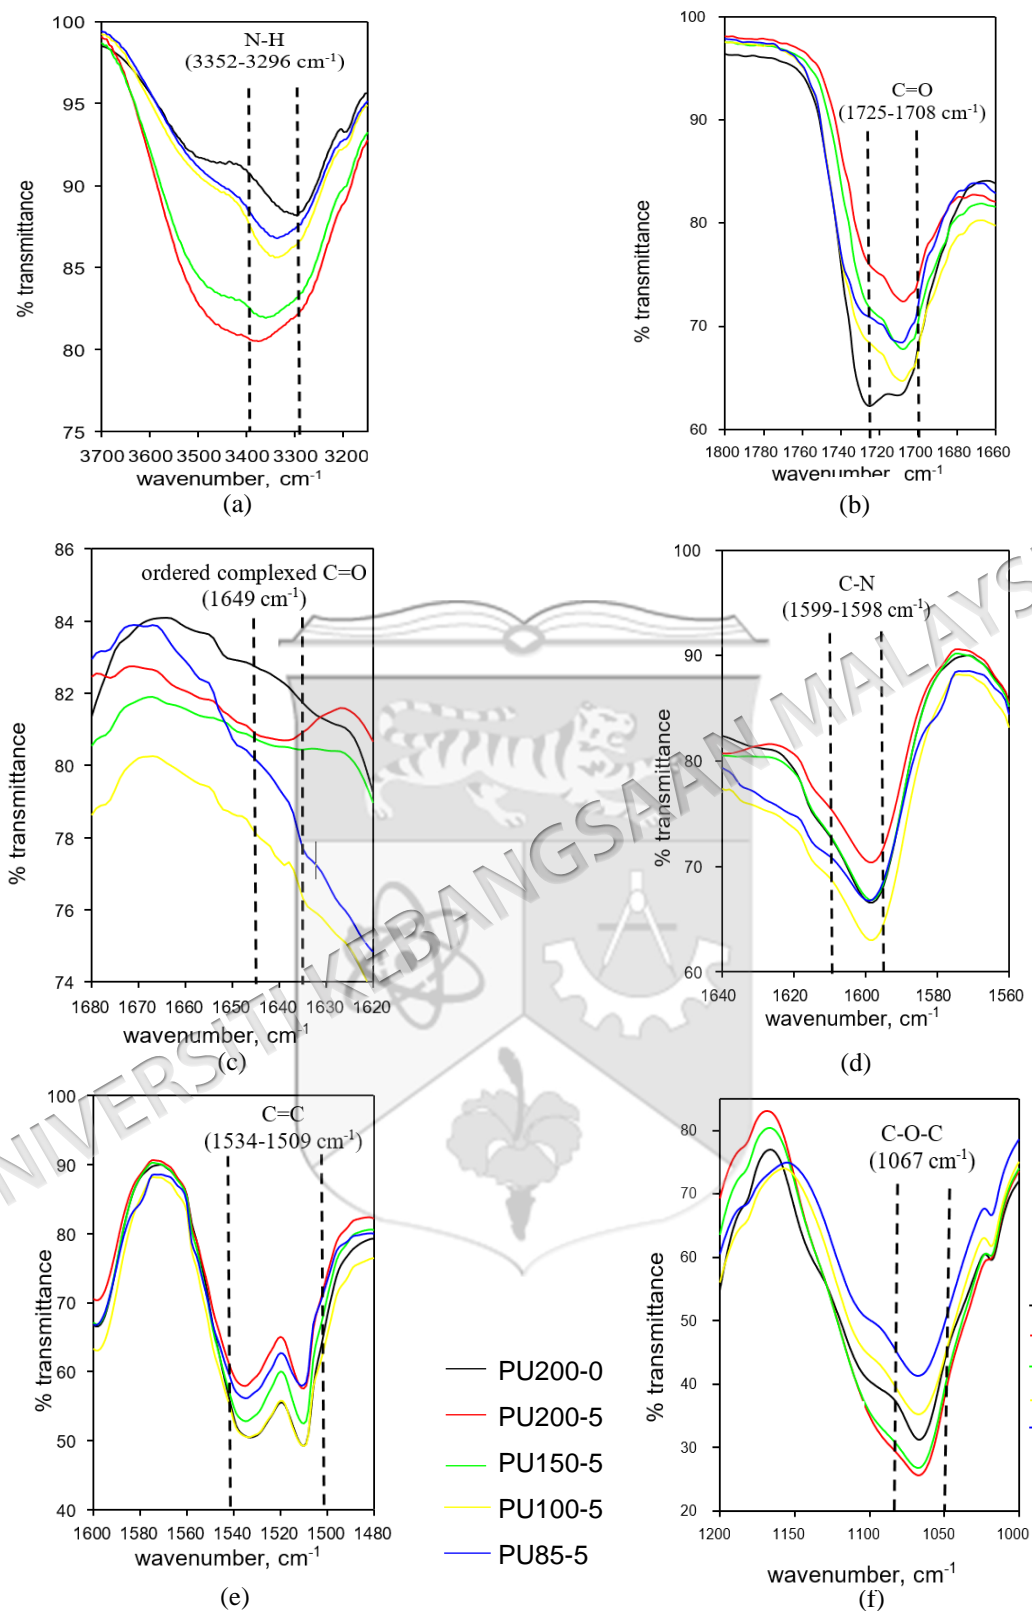 100
95
90
85
80
75
% transmittance
N-H
(3352-3296 cm-1)
3700 3600 3500 3400 3300 3200
wavenumber, cm-1
(a)
100
90
80
70
60
% transmittance
C=O
(1725-1708 cm-1)
1800 1780 1760 1740 1720 1700 1680 1660
wavenumber, cm-1
(b)
86
84
82
80
78
76
74
% transmittance
ordered complexed C=O
(1649 cm-1)
1680 1670 1660 1650 1640 1630 1620
wavenumber, cm-1
(c)
100
90
80
70
60
% transmittance
C-N
(1599-1598 cm-1)
1640 1620 1600 1580 1560
wavenumber, cm-1
(d)
100
90
80
70
60
50
40
% transmittance
C=C
(1534-1509 cm-1)
1600 1580 1560 1540 1520 1500 1480
wavenumber, cm-1
(e)
PU200-0
PU200-5
PU150-5
PU100-5
PU85-5
80
70
60
50
40
30
20
% transmittance
C-O-C
(1067 cm-1)
1200 1150 1100 1050 1000
wavenumber, cm-1
(f)
UNIVERSITI KEBANGSAAN MALAYS